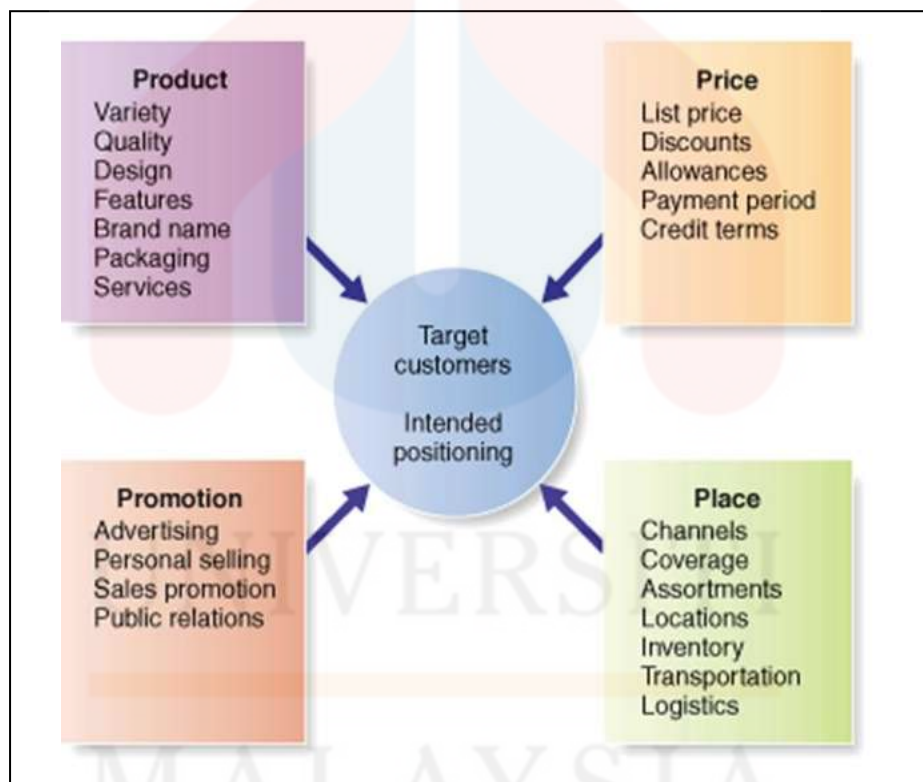 Product
Variety
Quality
Design
Features
Brand name
Packaging
Services
Price
List price
Discounts
Allowances
Payment period
Credit terms
Target
customers
Intended
positioning
Promotion
Advertising
Personal selling
Sales promotion
Public relations
Place
Channels
Coverage
Assortments
Locations
Inventory
Transportation
Logistics
MALAYSIA